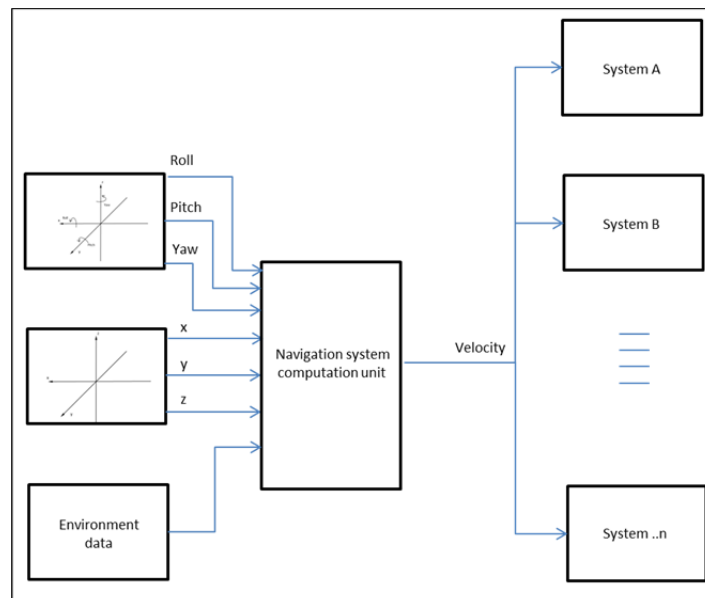 System A
Roll
Pitch
Yaw
System B
x
y
z
Navigation system
computation unit
Velocity
Environment
data
System ..n